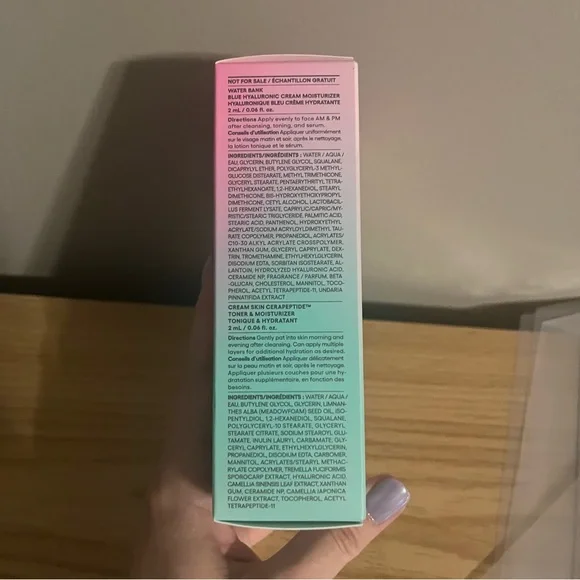 NOT FOR SALE / ÉCHANTILLON GRATUIT
WATER BANK
BLUE HYALURONIC CREAM MOISTURIZER
HYALURONIQUE BLEU CRÈME HYDRATANTE
2 mL / 0.06 fl. oz.
Directions Apply evenly to face AM & PM
after cleansing, toning, and serum.
Conseils d'utilisation Appliquer uniformément
sur le visage matin et soir, après le nettoyage,
la lotion tonique et le sérum.
INGREDIENTS/INGRÉDIENTS : WATER / AQUA /
EAU, GLYCERIN, BUTYLENE GLYCOL, SQUALANE,
DICAPRYLYL ETHER, POLYGLYCERYL-3 METHYL-
GLUCOSE DISTEARATE, METHYL TRIMETHICONE,
GLYCERYL STEARATE, PENTAERYTHRITYL TETRA-
ETHYLHEXANOATE, 1,2-HEXANEDIOL, STEARYL
DIMETHICONE, BIS-HYDROXYETHOXYPROPYL
DIMETHICONE, CETYL ALCOHOL, LACTOBACIL-
LUS FERMENT LYSATE, CAPRYLIC/CAPRIC/MY-
RISTIC/STEARIC TRIGLYCERIDE, PALMITIC ACID,
STEARIC ACID, PANTHENOL, HYDROXYETHYL
ACRYLATE/SODIUM ACRYLOYLDIMETHYL TAU-
RATE COPOLYMER, PROPANEDIOL, ACRYLATES/
C10-30 ALKYL ACRYLATE CROSSPOLYMER,
XANTHAN GUM, GLYCERYL CAPRYLATE, DEX-
TRIN, TROMETHAMINE, ETHYLHEXYLGLYCERIN,
DISODIUM EDTA, SORBITAN ISOSTEARATE, AL-
LANTOIN, HYDROLYZED HYALURONIC ACID,
CERAMIDE NP, FRAGRANCE / PARFUM, BETA
-GLUCAN, CHOLESTEROL, MANNITOL, TOCO-
PHEROL, ACETYL TETRAPEPTIDE-11, UNDARIA
PINNATIFIDA EXTRACT
CREAM SKIN CERAPEPTIDE™
TONER & MOISTURIZER
TONIQUE & HYDRATANT
2 mL / 0.06 fl. oz.
Directions Gently pat into skin morning and
evening after cleansing. Can apply multiple
layers for additional hydration as desired.
Conseils d'utilisation Appliquer délicatement
sur la peau matin et soir, après le nettoyage.
Appliquer plusieurs couches pour une hy-
dratation supplémentaire, en fonction des
besoins.
INGREDIENTS/INGRÉDIENTS : WATER / AQUA /
EAU, BUTYLENE GLYCOL, GLYCERIN, LIMNAN-
THES ALBA (MEADOWFOAM) SEED OIL, ISO-
PENTYLDIOL, 1,2-HEXANEDIOL, SQUALANE,
POLYGLYCERYL-10 STEARATE, GLYCERYL
STEARATE CITRATE, SODIUM STEAROYL GLU-
TAMATE, INULIN LAURYL CARBAMATE, GLY-
CERYL CAPRYLATE, ETHYLHEXYLGLYCERIN,
PROPANEDIOL, DISODIUM EDTA, CARBOMER,
MANNITOL, ACRYLATES/STEARYL METHAC-
RYLATE COPOLYMER, TREMELLA FUCIFORMIS
SPOROCARP EXTRACT, HYALURONIC ACID,
CAMELLIA SINENSIS LEAF EXTRACT, XANTHAN
GUM, CERAMIDE NP, CAMELLIA JAPONICA
FLOWER EXTRACT, TOCOPHEROL, ACETYL
TETRAPEPTIDE-11